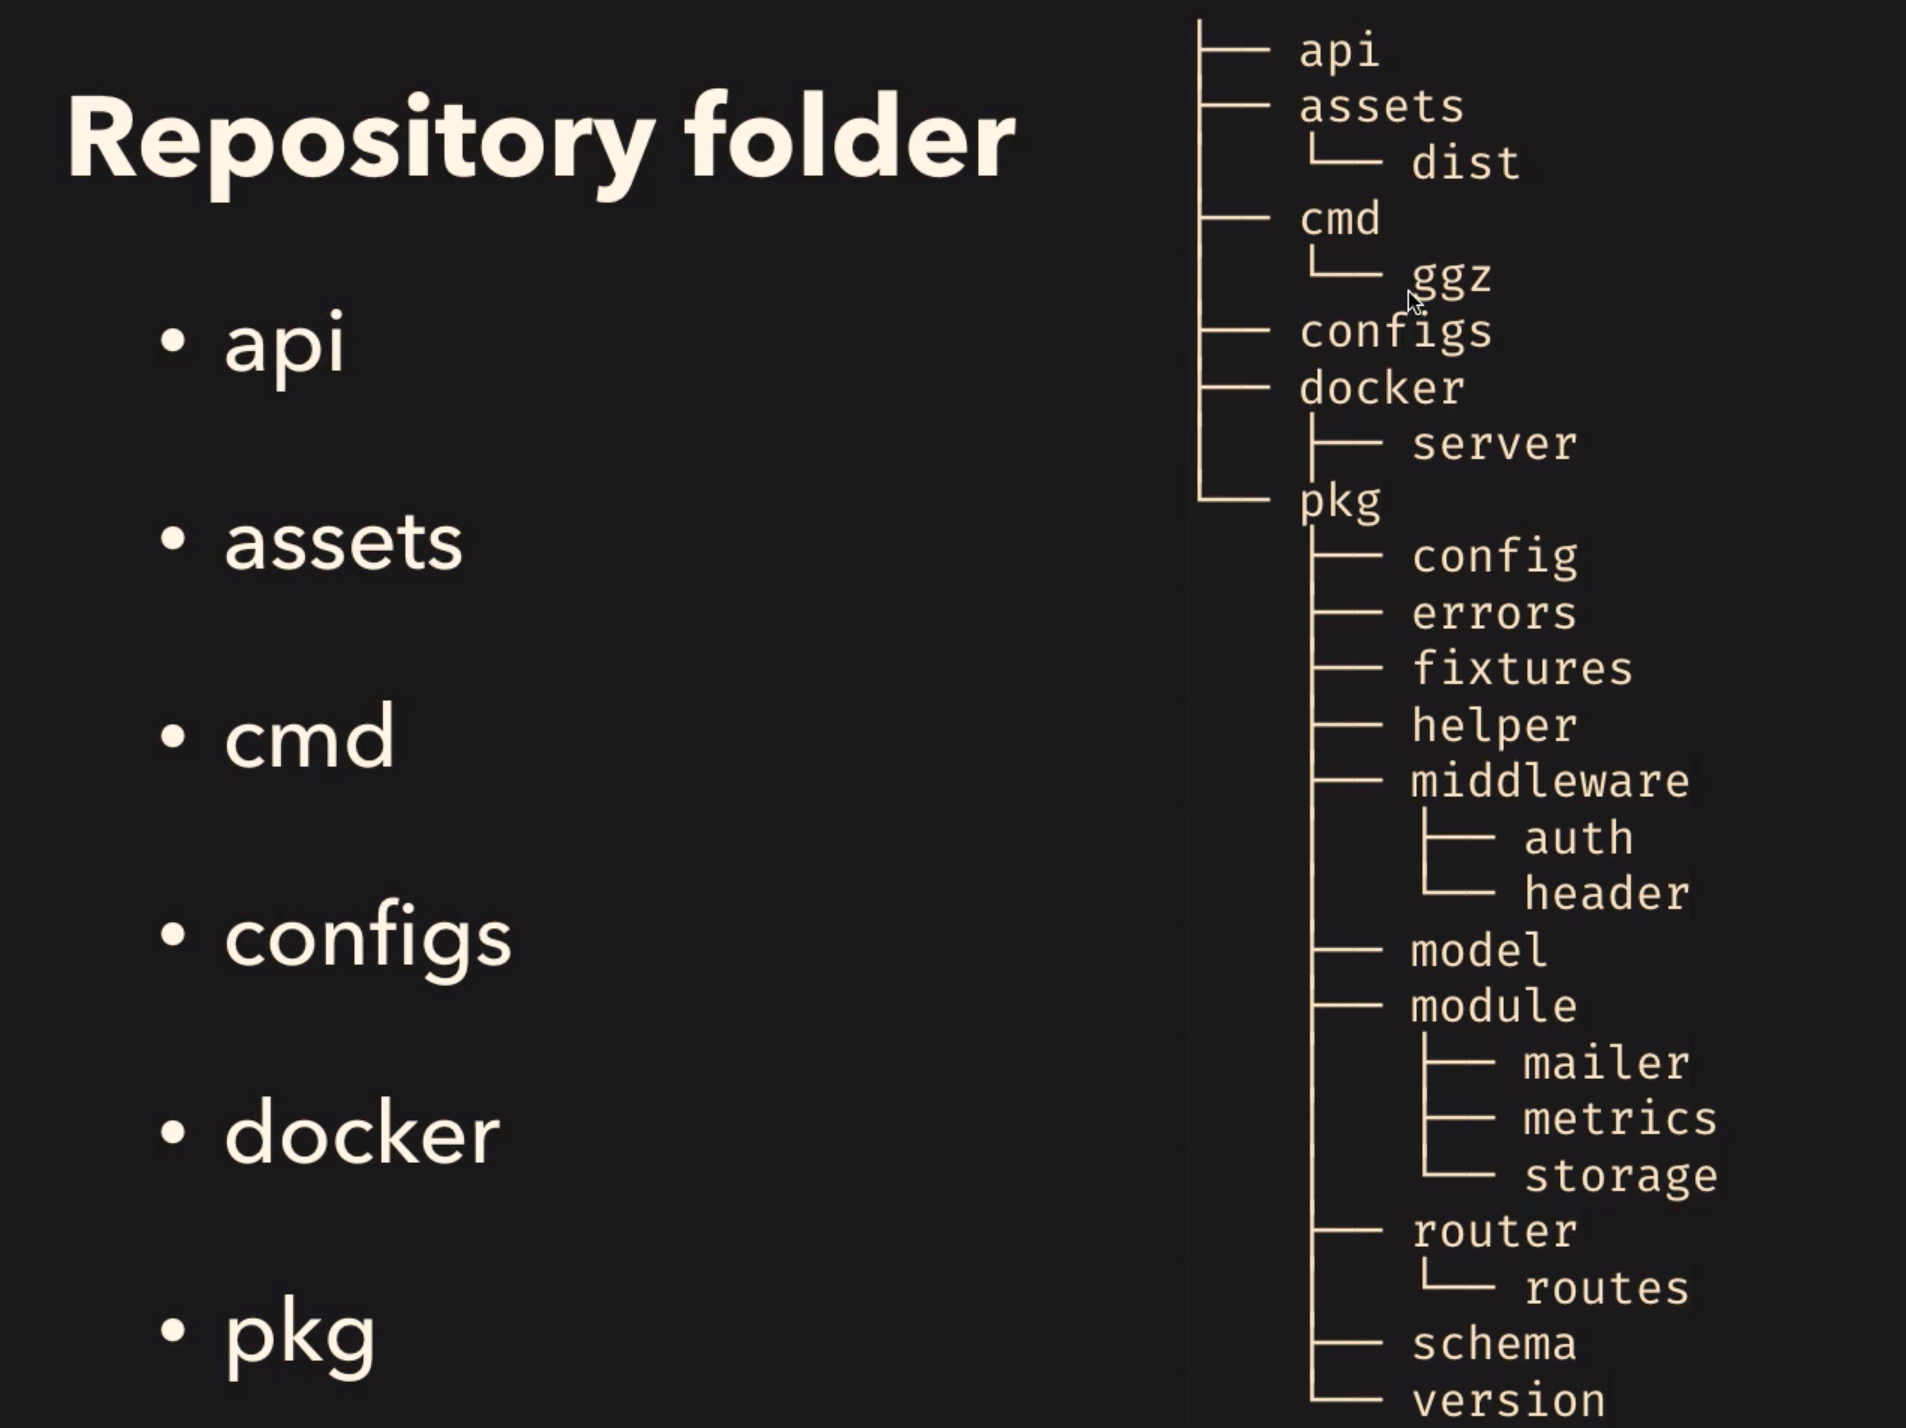 Repository folder
• api
• assets
• cmd
• configs
• docker
• pkg
├── api
├── assets
│   └── dist
├── cmd
│   └── ggz
├── configs
├── docker
│   ├── server
└── pkg
    ├── config
    ├── errors
    ├── fixtures
    ├── helper
    ├── middleware
    │   ├── auth
    │   └── header
    ├── model
    ├── module
    │   ├── mailer
    │   ├── metrics
    │   └── storage
    ├── router
    │   └── routes
    ├── schema
    └── version